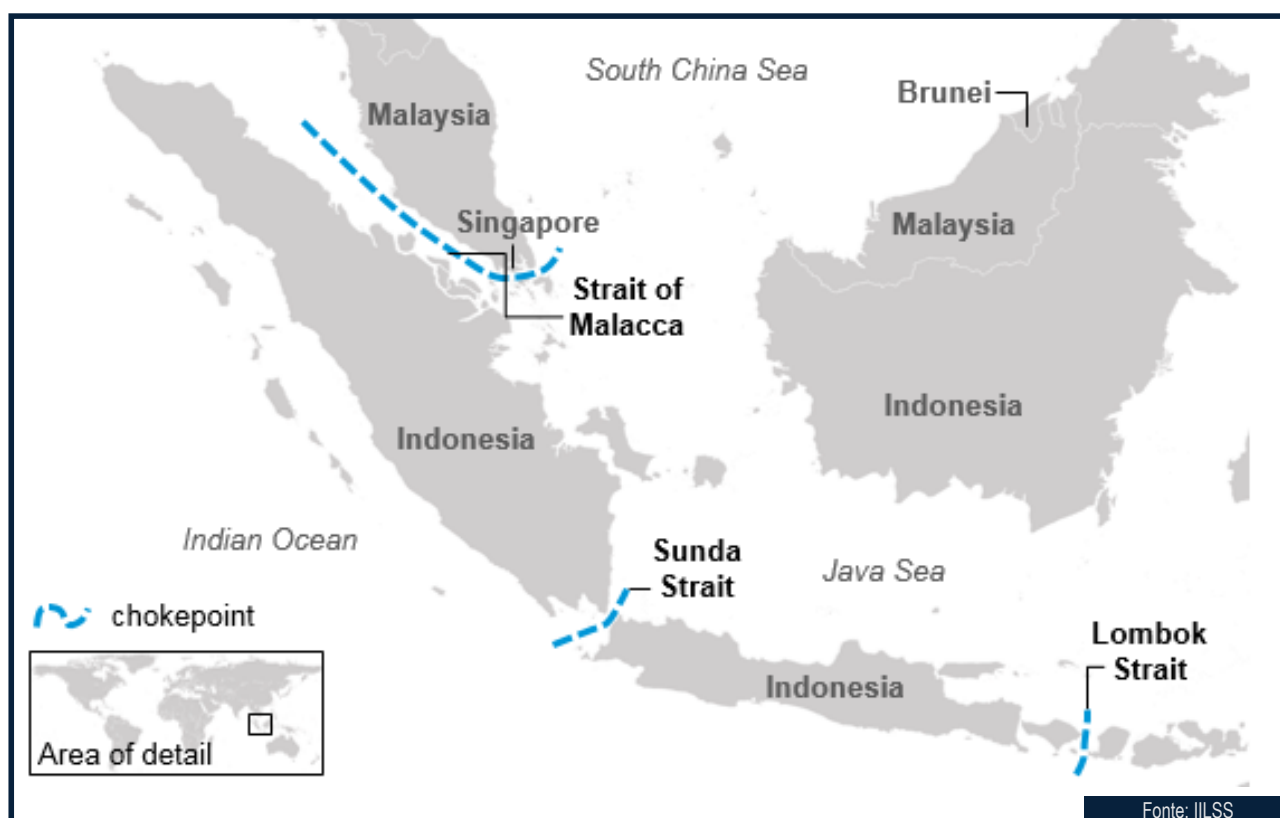 South China Sea
Brunei
Malaysia
Singapore
Malaysia
Strait of
Malacca
Indonesia
Indonesia
Indian Ocean
Sunda
Strait
Java Sea
chokepoint
Lombok
Strait
Indonesia
Area of detail
Fonte: IILSS